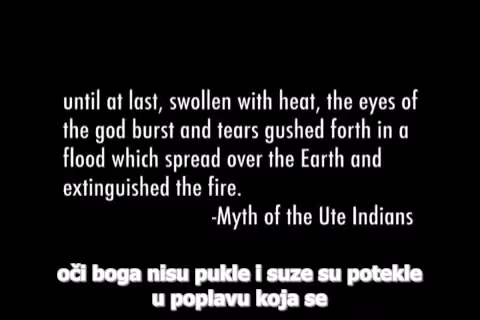 until at last, swollen with heat, the eyes of
the god burst and tears gushed forth in a
flood which spread over the Earth and
extinguished the fire.
-Myth of the Ute Indians
oči boga nisu pukle i suze su potekle
u poplavu koja se